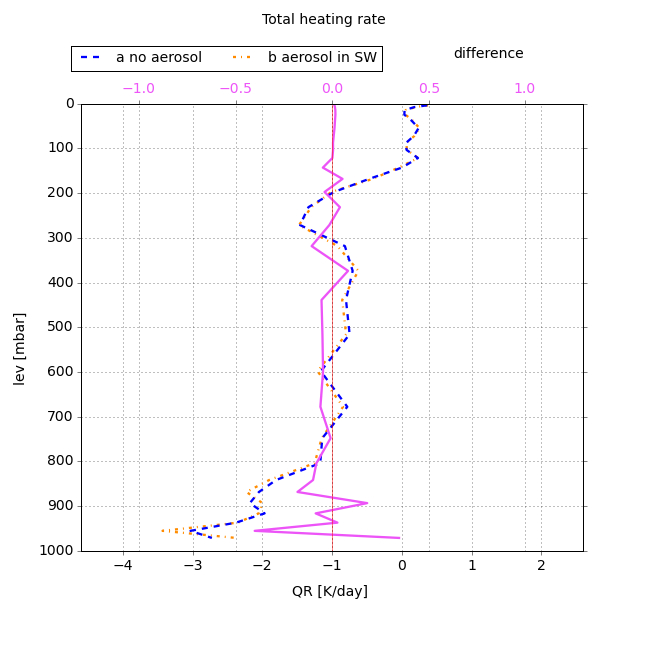 Total heating rate
a no aerosol b aerosol in SW difference
−1.0 −0.5 0.0 0.5 1.0
0
100
200
300
400
500
600
700
800
900
1000
lev [mbar]
−4 −3 −2 −1 0 1 2
QR [K/day]